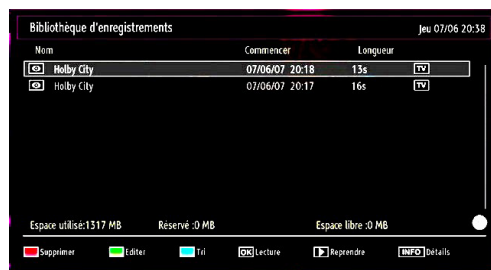 Bibliothèque d'enregistrements Jeu 07/06 20:38
Nom Commencer Longueur
Holby City 07/06/07 20:18 13s TV
Holby City 07/06/07 20:17 16s TV
Espace utilisé:1317 MB Réservé :0 MB Espace libre :0 MB
Supprimer Editer Tri OK Lecture Reprendre INFO Détails